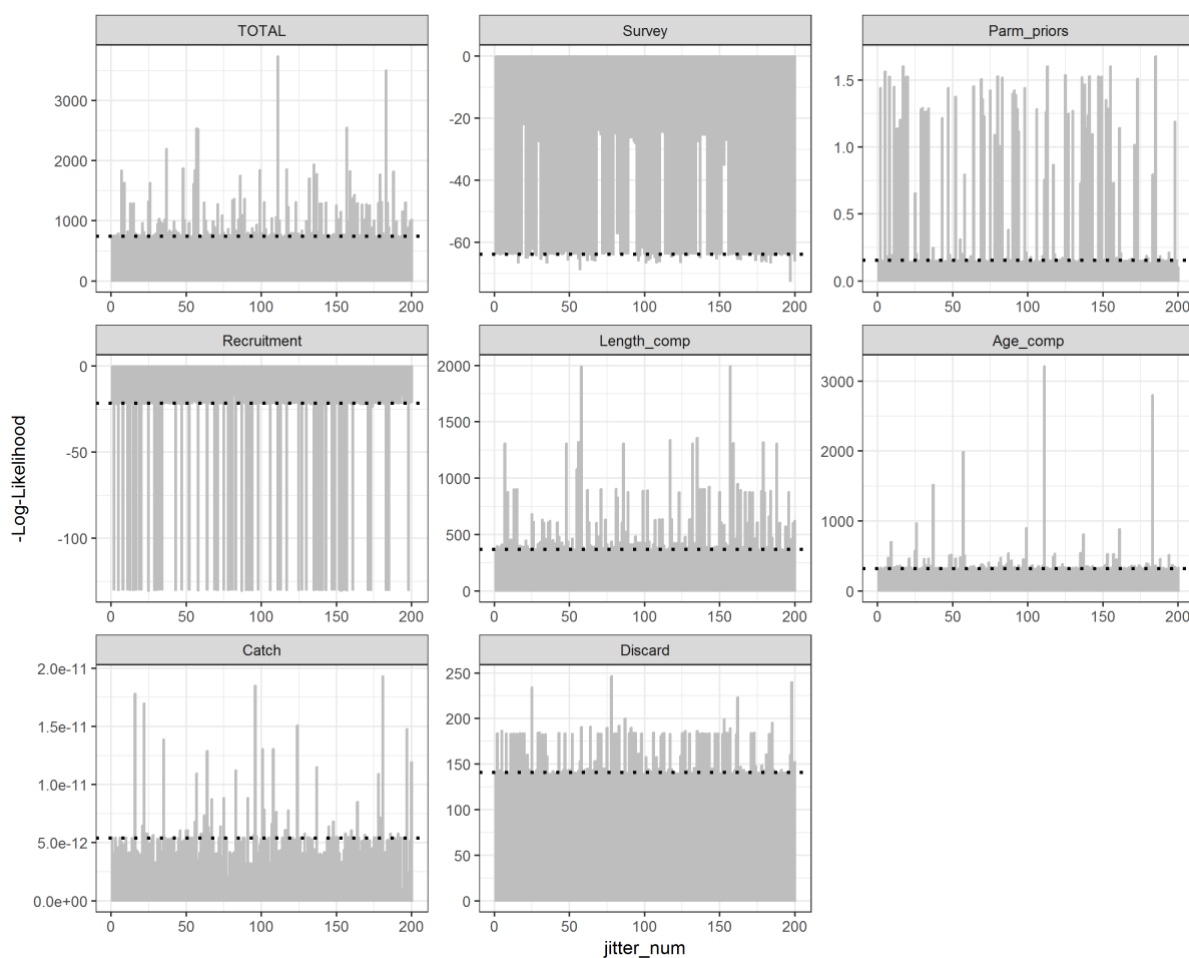 TOTAL
3000
2000
1000
0
0 50 100 150 200
Survey
0
-20
-40
-60
0 50 100 150 200
Parm_priors
1.5
1.0
0.5
0.0
0 50 100 150 200
Recruitment
0
-50
-100
0 50 100 150 200
Length_comp
2000
1500
1000
500
0
0 50 100 150 200
Age_comp
3000
2000
1000
0
0 50 100 150 200
Catch
2.0e-11
1.5e-11
1.0e-11
5.0e-12
0.0e+00
0 50 100 150 200
Discard
250
200
150
100
50
0
0 50 100 150 200
-Log-Likelihood
jitter_num